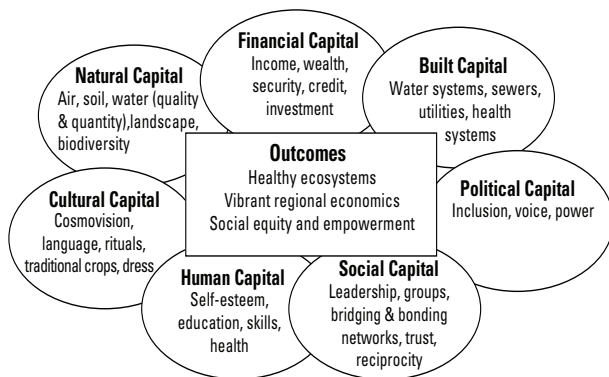 Financial Capital
Income, wealth,
security, credit,
investment
Natural Capital
Air, soil, water (quality
& quantity),landscape,
biodiversity
Built Capital
Water systems, sewers,
utilities, health
systems
Outcomes
Healthy ecosystems
Vibrant regional economics
Social equity and empowerment
Cultural Capital
Cosmovision,
language, rituals,
traditional crops, dress
Political Capital
Inclusion, voice, power
Human Capital
Self-esteem,
education, skills,
health
Social Capital
Leadership, groups,
bridging & bonding
networks, trust,
reciprocity